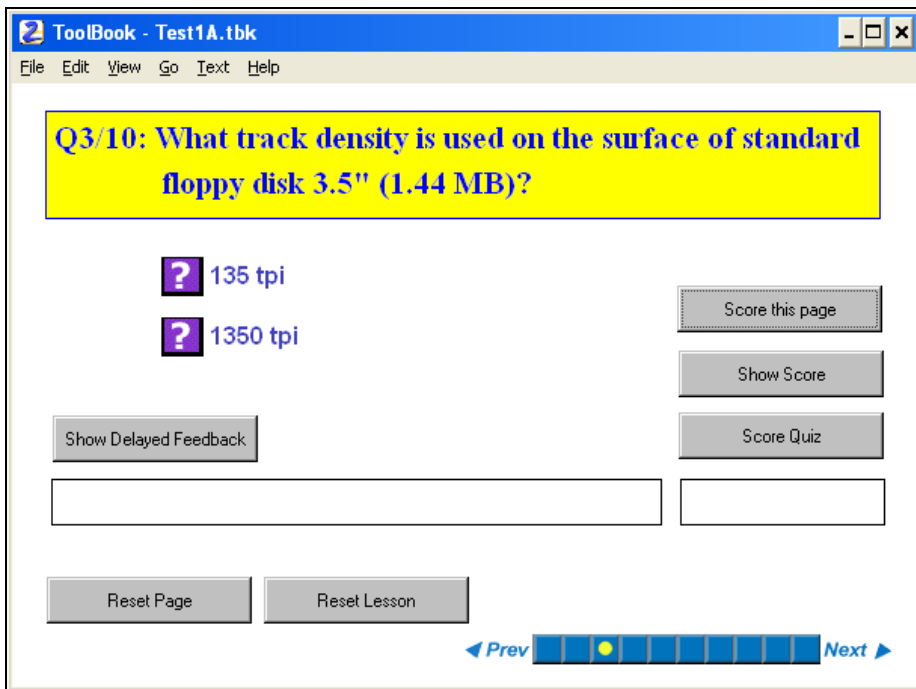 ToolBook - Test1A.tbk
File Edit View Go Text Help
Q3/10: What track density is used on the surface of standard
floppy disk 3.5" (1.44 MB)?
? 135 tpi
? 1350 tpi
Score this page
Show Score
Show Delayed Feedback
Score Quiz
Reset Page
Reset Lesson
Prev
Next